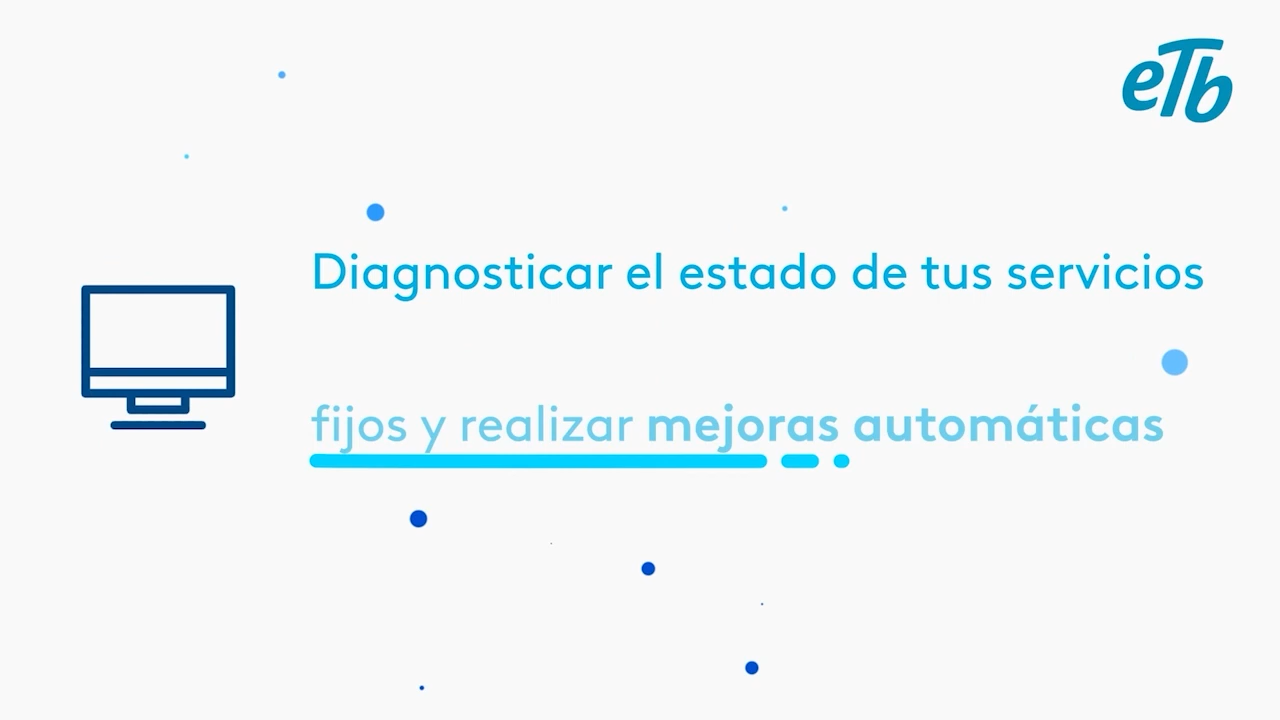 eTb
Diagnosticar el estado de tus servicios
fijos y realizar mejoras automáticas